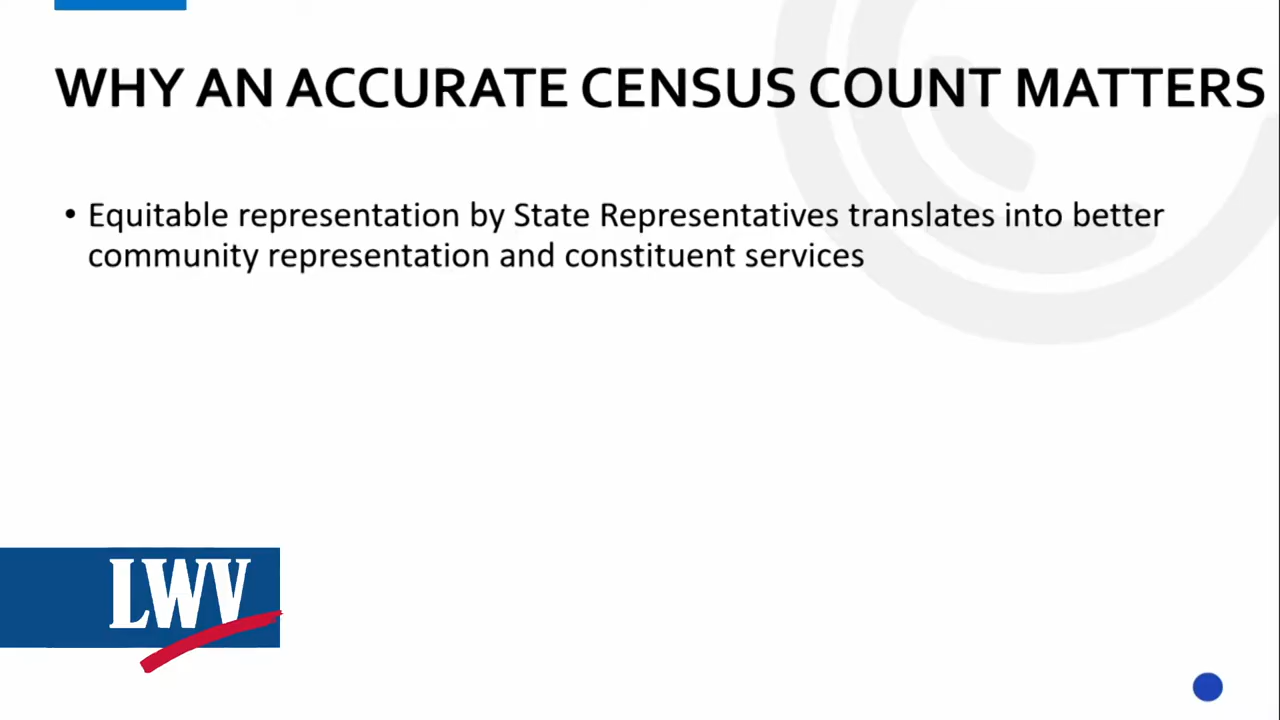 WHY AN ACCURATE CENSUS COUNT MATTERS
• Equitable representation by State Representatives translates into better
community representation and constituent services
LWV